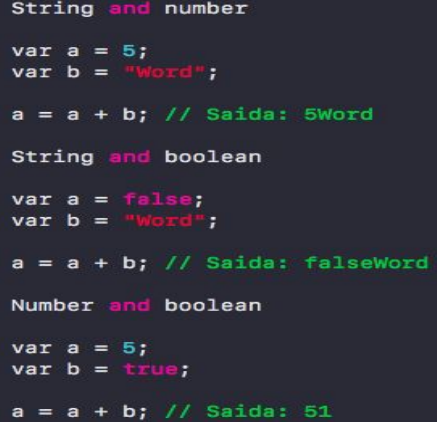 String and number
var a = 5;
var b = "Word";
a = a + b; // Saida: 5Word
String and boolean
var a = false;
var b = "Word";
a = a + b; // Saida: falseWord
Number and boolean
var a = 5;
var b = true;
a = a + b; // Saida: 51